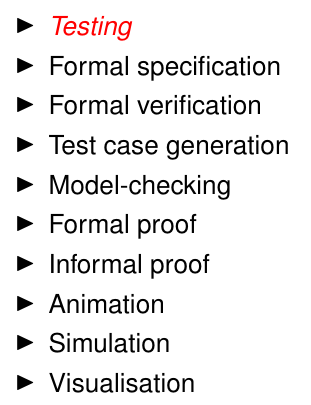 Testing
Formal specification
Formal verification
Test case generation
Model-checking
Formal proof
Informal proof
Animation
Simulation
Visualisation